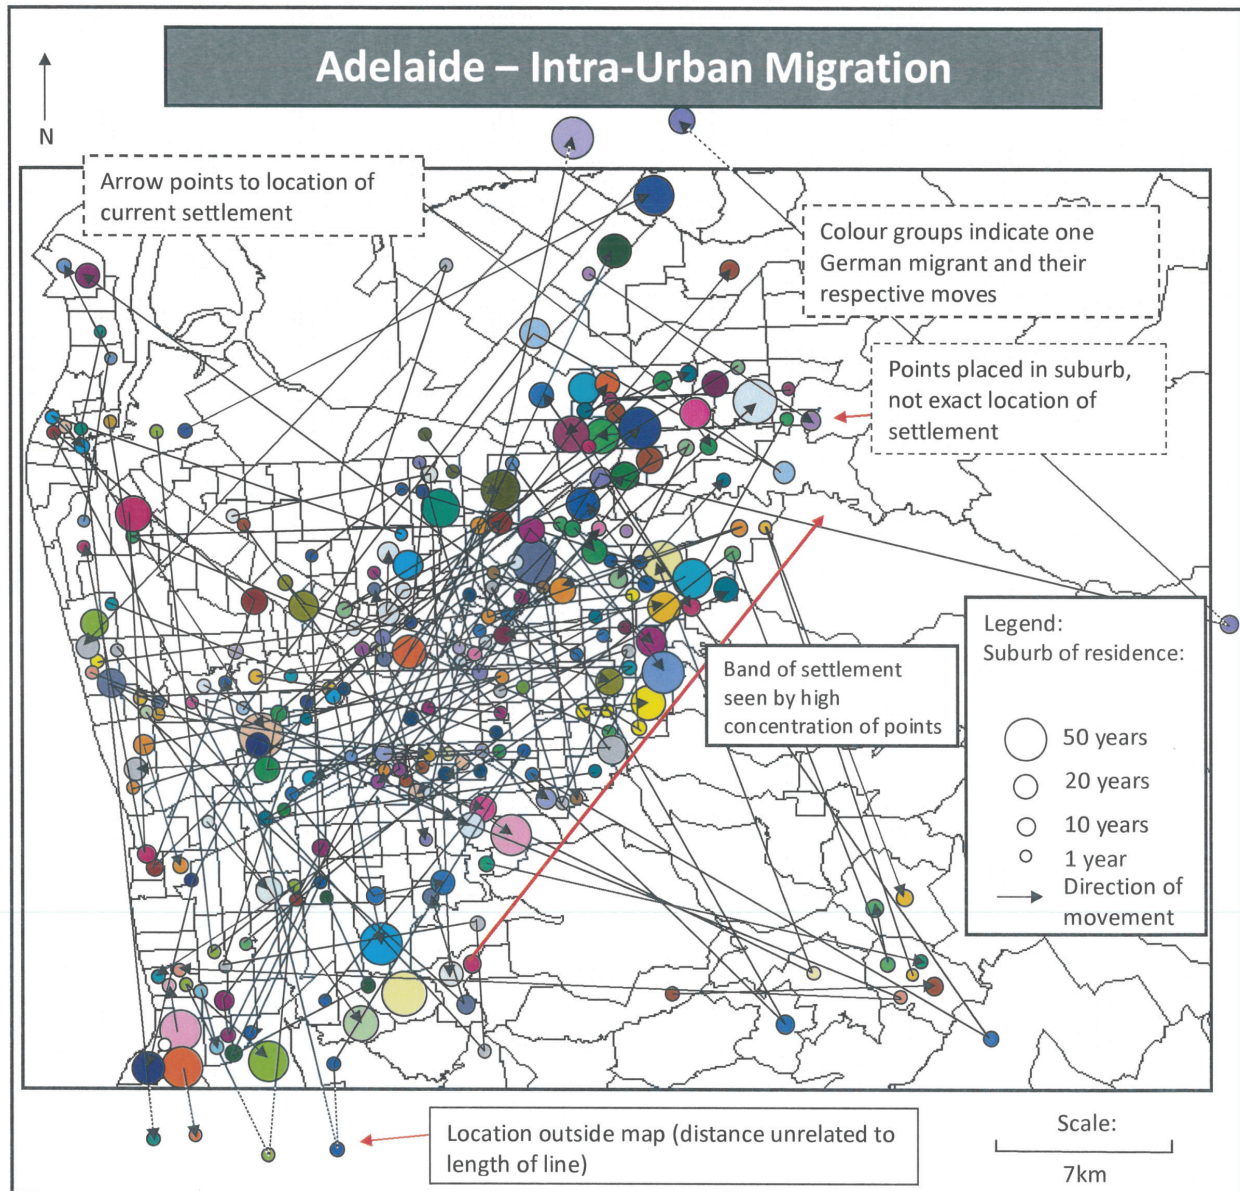 Adelaide – Intra-Urban Migration
N
Arrow points to location of
current settlement
Colour groups indicate one
German migrant and their
respective moves
Points placed in suburb,
not exact location of
settlement
Legend:
Suburb of residence:
50 years
20 years
10 years
1 year
Direction of
movement
Band of settlement
seen by high
concentration of points
Location outside map (distance unrelated to
length of line)
Scale:
7km